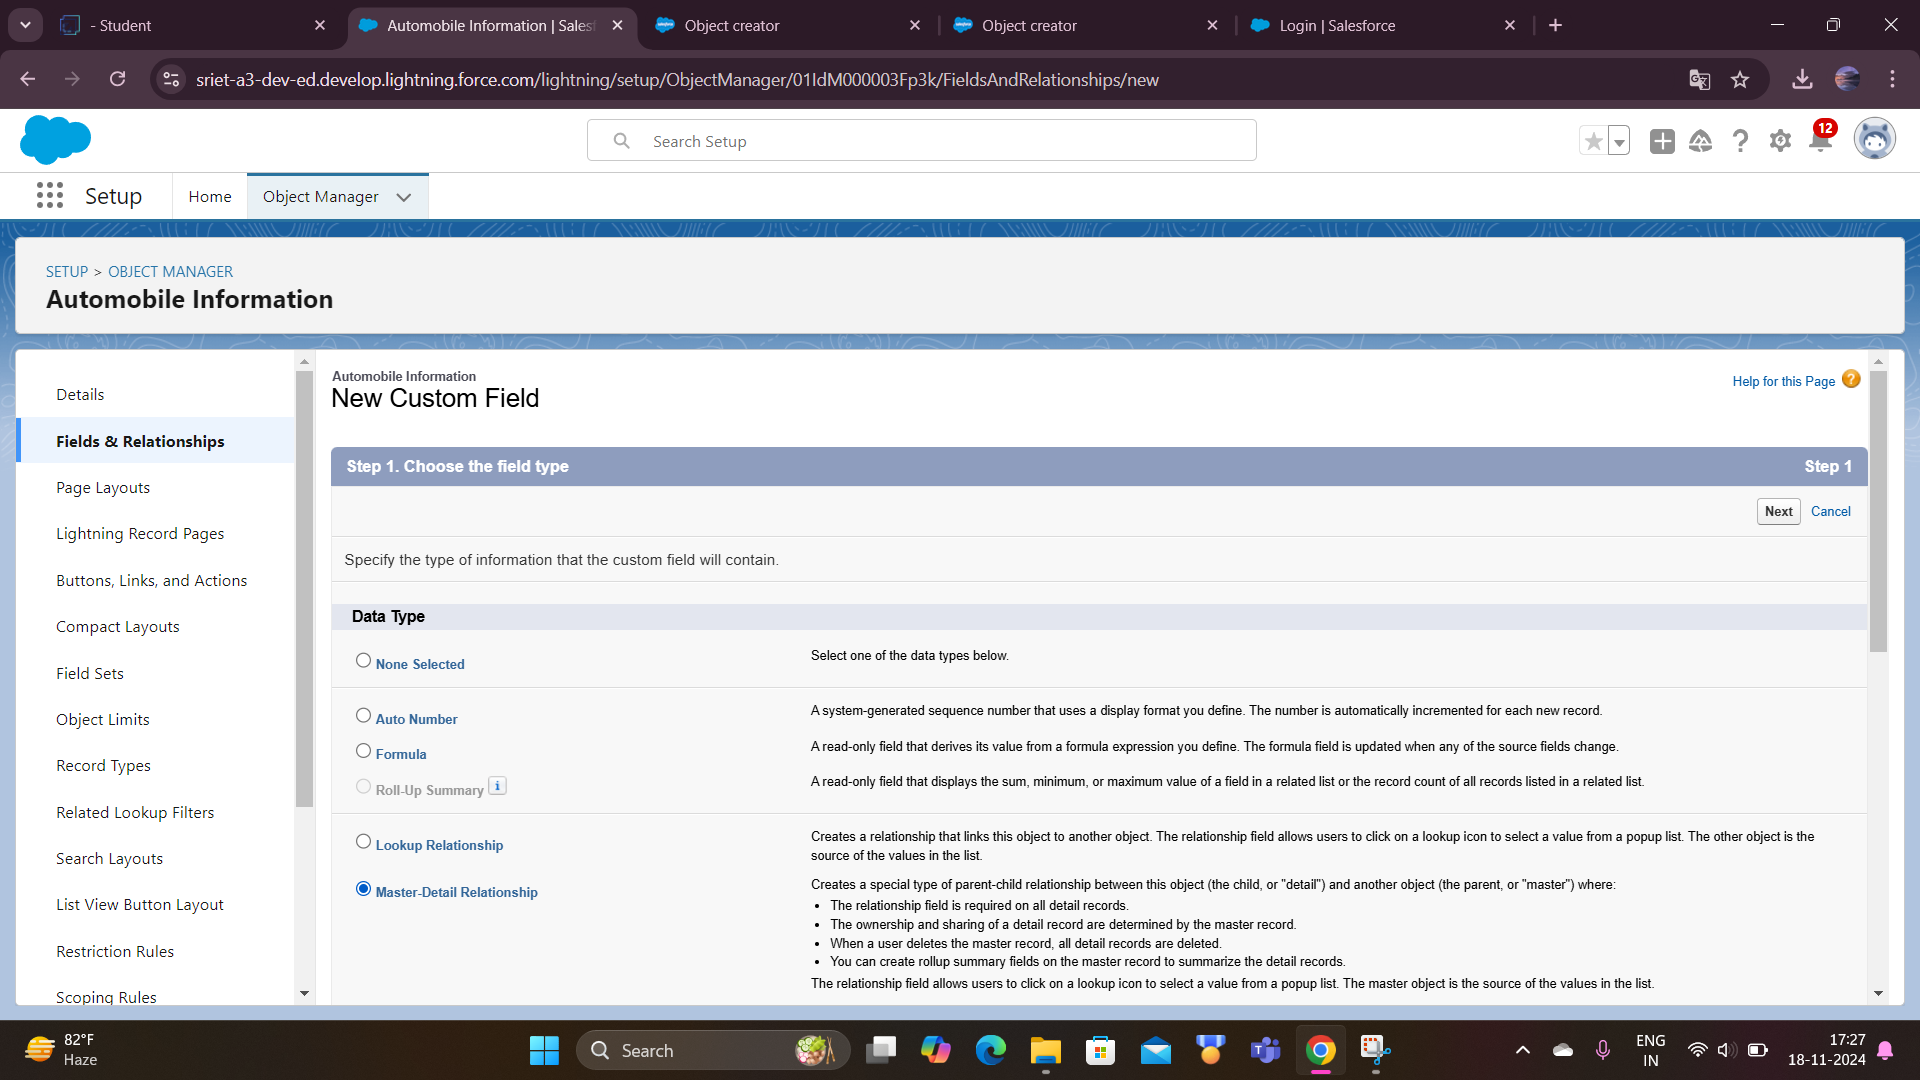 - Student
Automobile Information | Sales
Object creator
Object creator
Login | Salesforce
sriet-a3-dev-ed.develop.lightning.force.com/lightning/setup/ObjectManager/01IdM000003Fp3k/FieldsAndRelationships/new
Search Setup
12
Setup
Home
Object Manager
SETUP > OBJECT MANAGER
Automobile Information
Details
Fields & Relationships
Page Layouts
Lightning Record Pages
Buttons, Links, and Actions
Compact Layouts
Field Sets
Object Limits
Record Types
Related Lookup Filters
Search Layouts
List View Button Layout
Restriction Rules
Scoping Rules
Automobile Information
New Custom Field
Help for this Page ?
Step 1. Choose the field type
Step 1
Next
Cancel
Specify the type of information that the custom field will contain.
Data Type
None Selected
Select one of the data types below.
Auto Number
A system-generated sequence number that uses a display format you define. The number is automatically incremented for each new record.
Formula
A read-only field that derives its value from a formula expression you define. The formula field is updated when any of the source fields change.
Roll-Up Summary i
A read-only field that displays the sum, minimum, or maximum value of a field in a related list or the record count of all records listed in a related list.
Lookup Relationship
Creates a relationship that links this object to another object. The relationship field allows users to click on a lookup icon to select a value from a popup list. The other object is the
source of the values in the list.
Master-Detail Relationship
Creates a special type of parent-child relationship between this object (the child, or "detail") and another object (the parent, or "master") where:
• The relationship field is required on all detail records.
• The ownership and sharing of a detail record are determined by the master record.
• When a user deletes the master record, all detail records are deleted.
• You can create rollup summary fields on the master record to summarize the detail records.
The relationship field allows users to click on a lookup icon to select a value from a popup list. The master object is the source of the values in the list.
82°F
Haze
Search
ENG
IN
17:27
18-11-2024